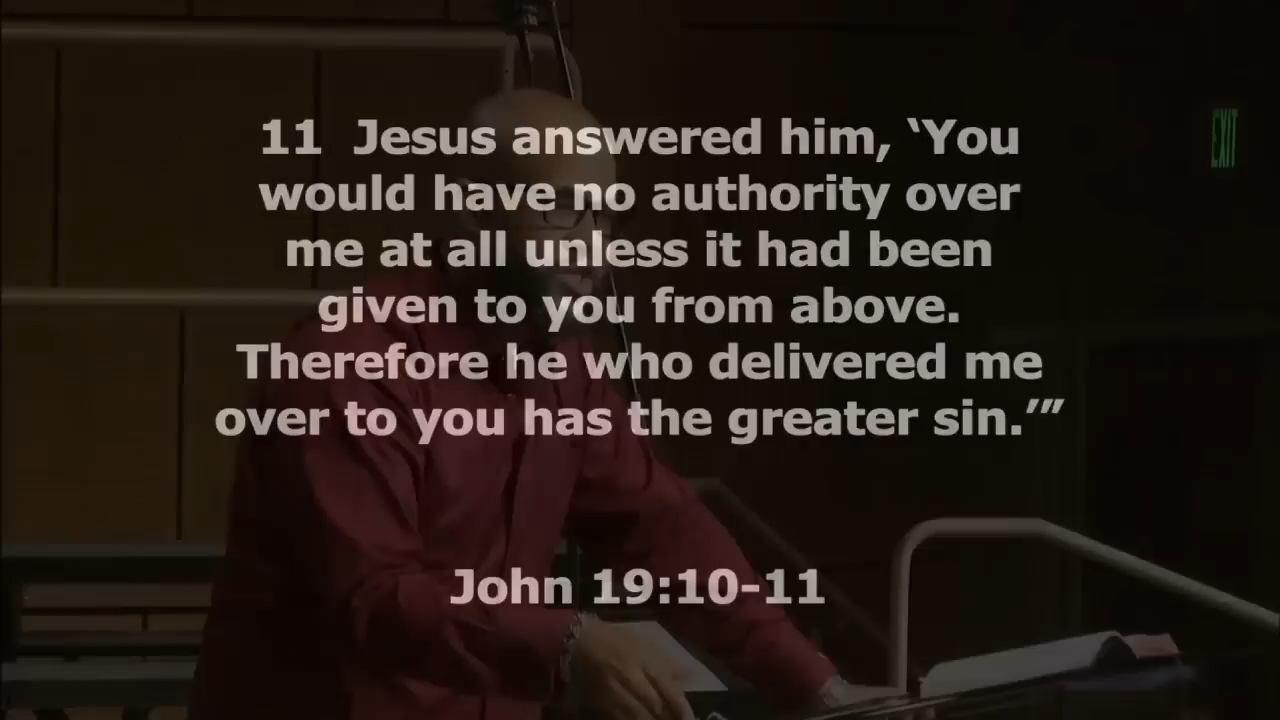 11 Jesus answered him, ‘You
would have no authority over
me at all unless it had been
given to you from above.
Therefore he who delivered me
over to you has the greater sin.’”
John 19:10-11
EXIT